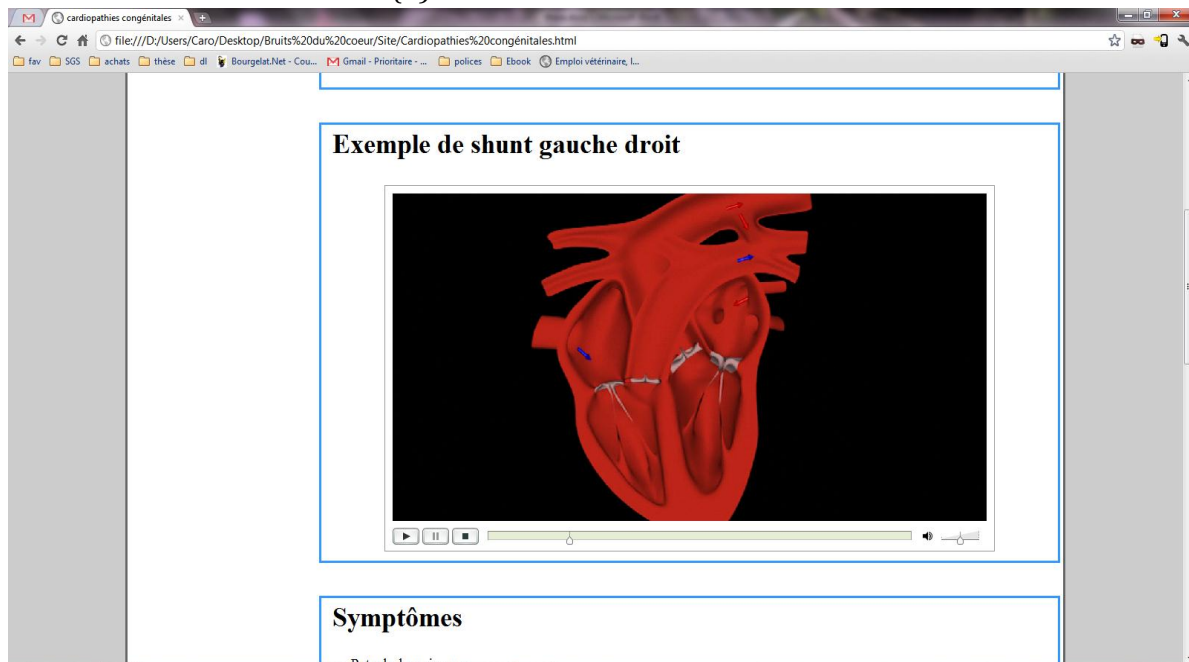 cardiopathies congénitales
file:///D:/Users/Caro/Desktop/Bruits%20du%20coeur/Site/Cardiopathies%20congénitales.html
fav SGS achats thèse dl Bourgelat.Net - Cou... Gmail - Prioritaire - ... polices Ebook Emploi vétérinaire, l...
Exemple de shunt gauche droit
Symptômes